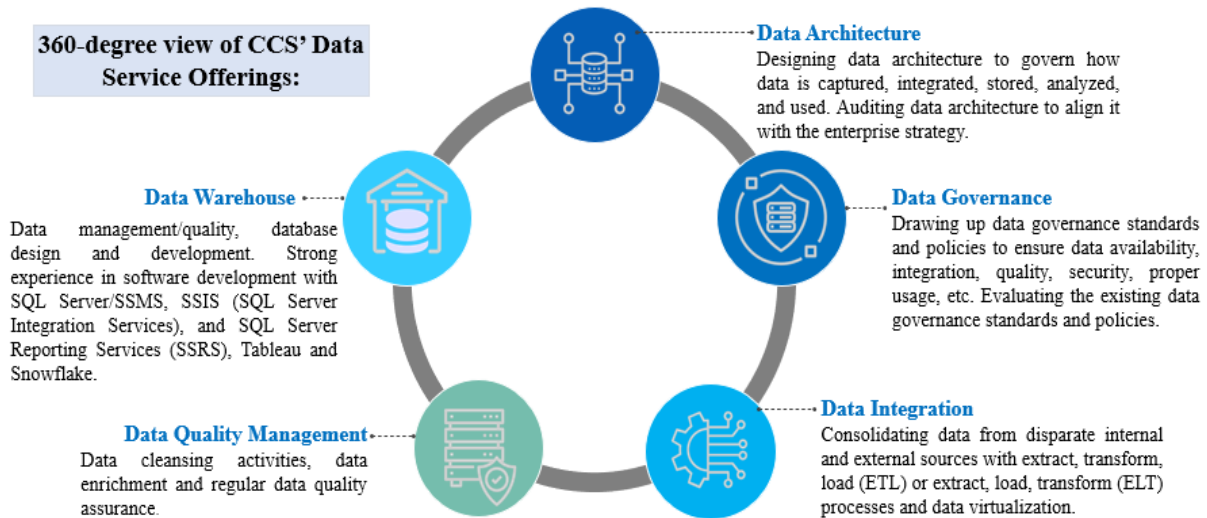 360-degree view of CCS’ Data
Service Offerings:
Data Architecture
Designing data architecture to govern how
data is captured, integrated, stored, analyzed,
and used. Auditing data architecture to align it
with the enterprise strategy.
Data Governance
Drawing up data governance standards
and policies to ensure data availability,
integration, quality, security, proper
usage, etc. Evaluating the existing data
governance standards and policies.
Data Integration
Consolidating data from disparate internal
and external sources with extract, transform,
load (ETL) or extract, load, transform (ELT)
processes and data virtualization.
Data Quality Management
Data cleansing activities, data
enrichment and regular data quality
assurance.
Data Warehouse
Data management/quality, database
design and development. Strong
experience in software development with
SQL Server/SSMS, SSIS (SQL Server
Integration Services), and SQL Server
Reporting Services (SSRS), Tableau and
Snowflake.